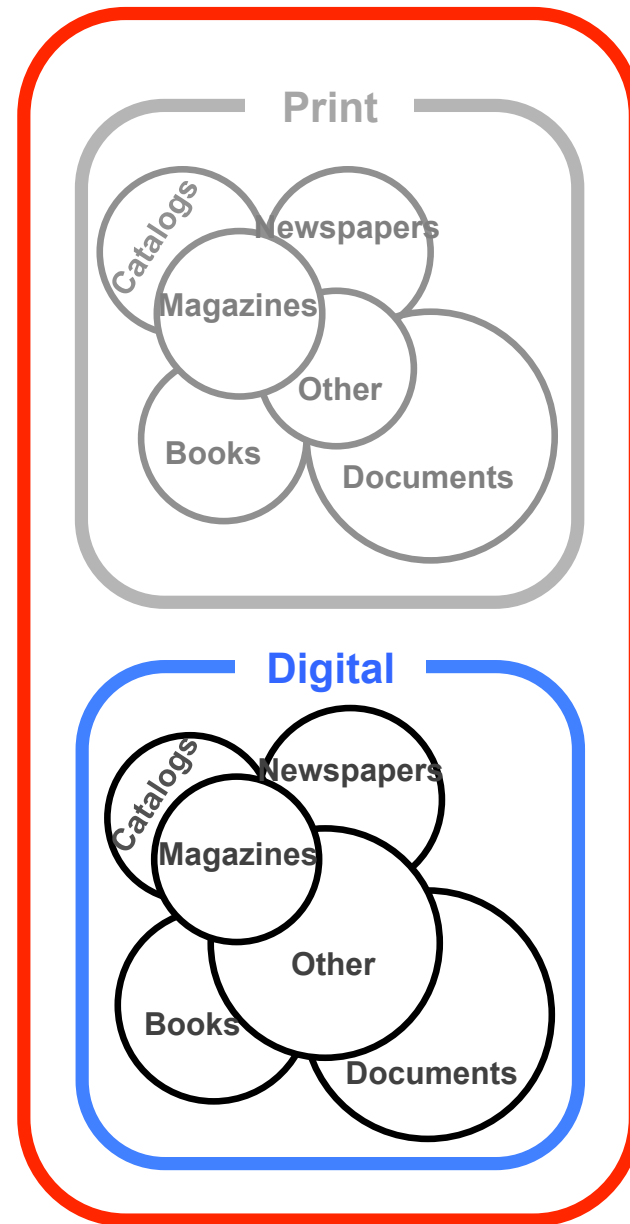 Print
Catalogs
Newspapers
Magazines
Other
Books
Documents
Digital
Catalogs
Newspapers
Magazines
Other
Books
Documents